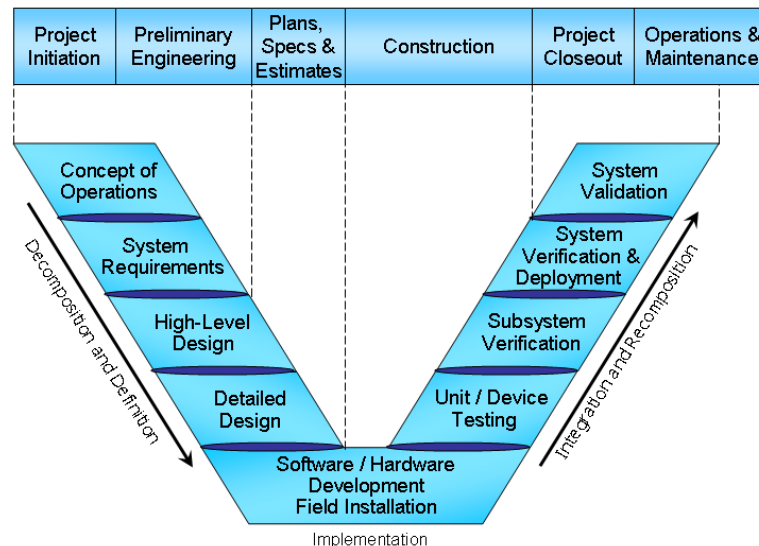 Project
Initiation
Preliminary
Engineering
Plans,
Specs &
Estimates
Construction
Project
Closeout
Operations &
Maintenance
Concept of
Operations
System
Requirements
High-Level
Design
Detailed
Design
Software / Hardware
Development
Field Installation
Unit / Device
Testing
Subsystem
Verification
System
Verification &
Deployment
System
Validation
Decomposition and Definition
Implementation
Integration and Recomposition